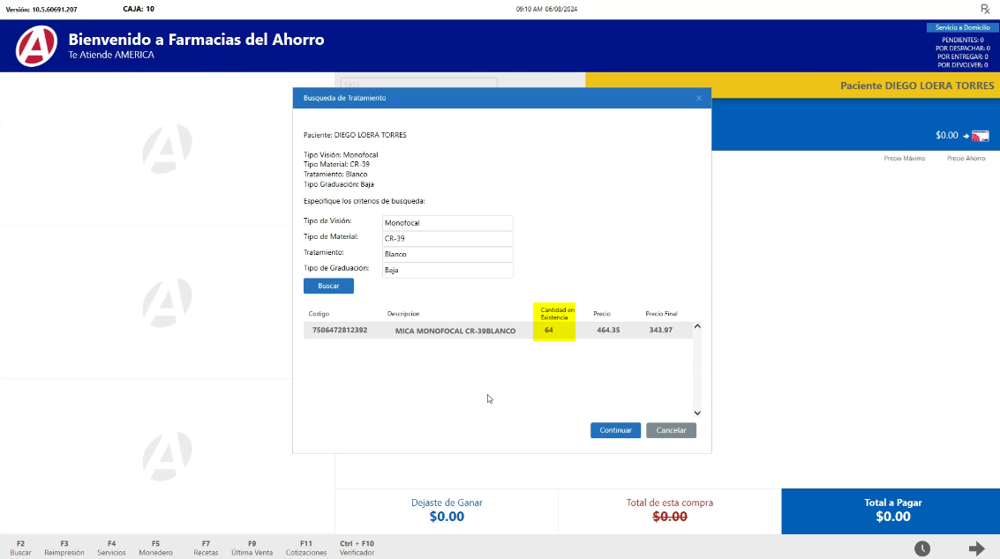 Versión: 10.5.60691.207
CAJA: 10
09:10 AM 06/08/2024
Bienvenido a Farmacias del Ahorro
Te Atiende AMERICA
Servicio a Domicilio
PENDIENTES: 0
POR DESPACHAR: 0
POR ENTREGAR: 0
POR DEVOLVER: 0
SKU
Paciente DIEGO LOERA TORRES
$0.00
Precio Máximo Precio Ahorro
Busqueda de Tratamiento
Paciente: DIEGO LOERA TORRES
Tipo Visión: Monofocal
Tipo Material: CR-39
Tratamiento: Blanco
Tipo Graduación: Baja
Especifique los criterios de busqueda:
Tipo de Visión: Monofocal
Tipo de Material: CR-39
Tratamiento: Blanco
Tipo de Graduación: Baja
Buscar
Codigo Descripcion Cantidad en Existencia Precio Precio Final
7506472812392 MICA MONOFOCAL CR-39BLANCO 64 464.35 343.97
Continuar Cancelar
Dejaste de Ganar
$0.00
Total de esta compra
$0.00
Total a Pagar
$0.00
F2 F3 F4 F5 F7 F9 F11 Ctrl + F10
Buscar Reimpresión Servicios Monedero Recetas Última Venta Cotizaciones Verificador